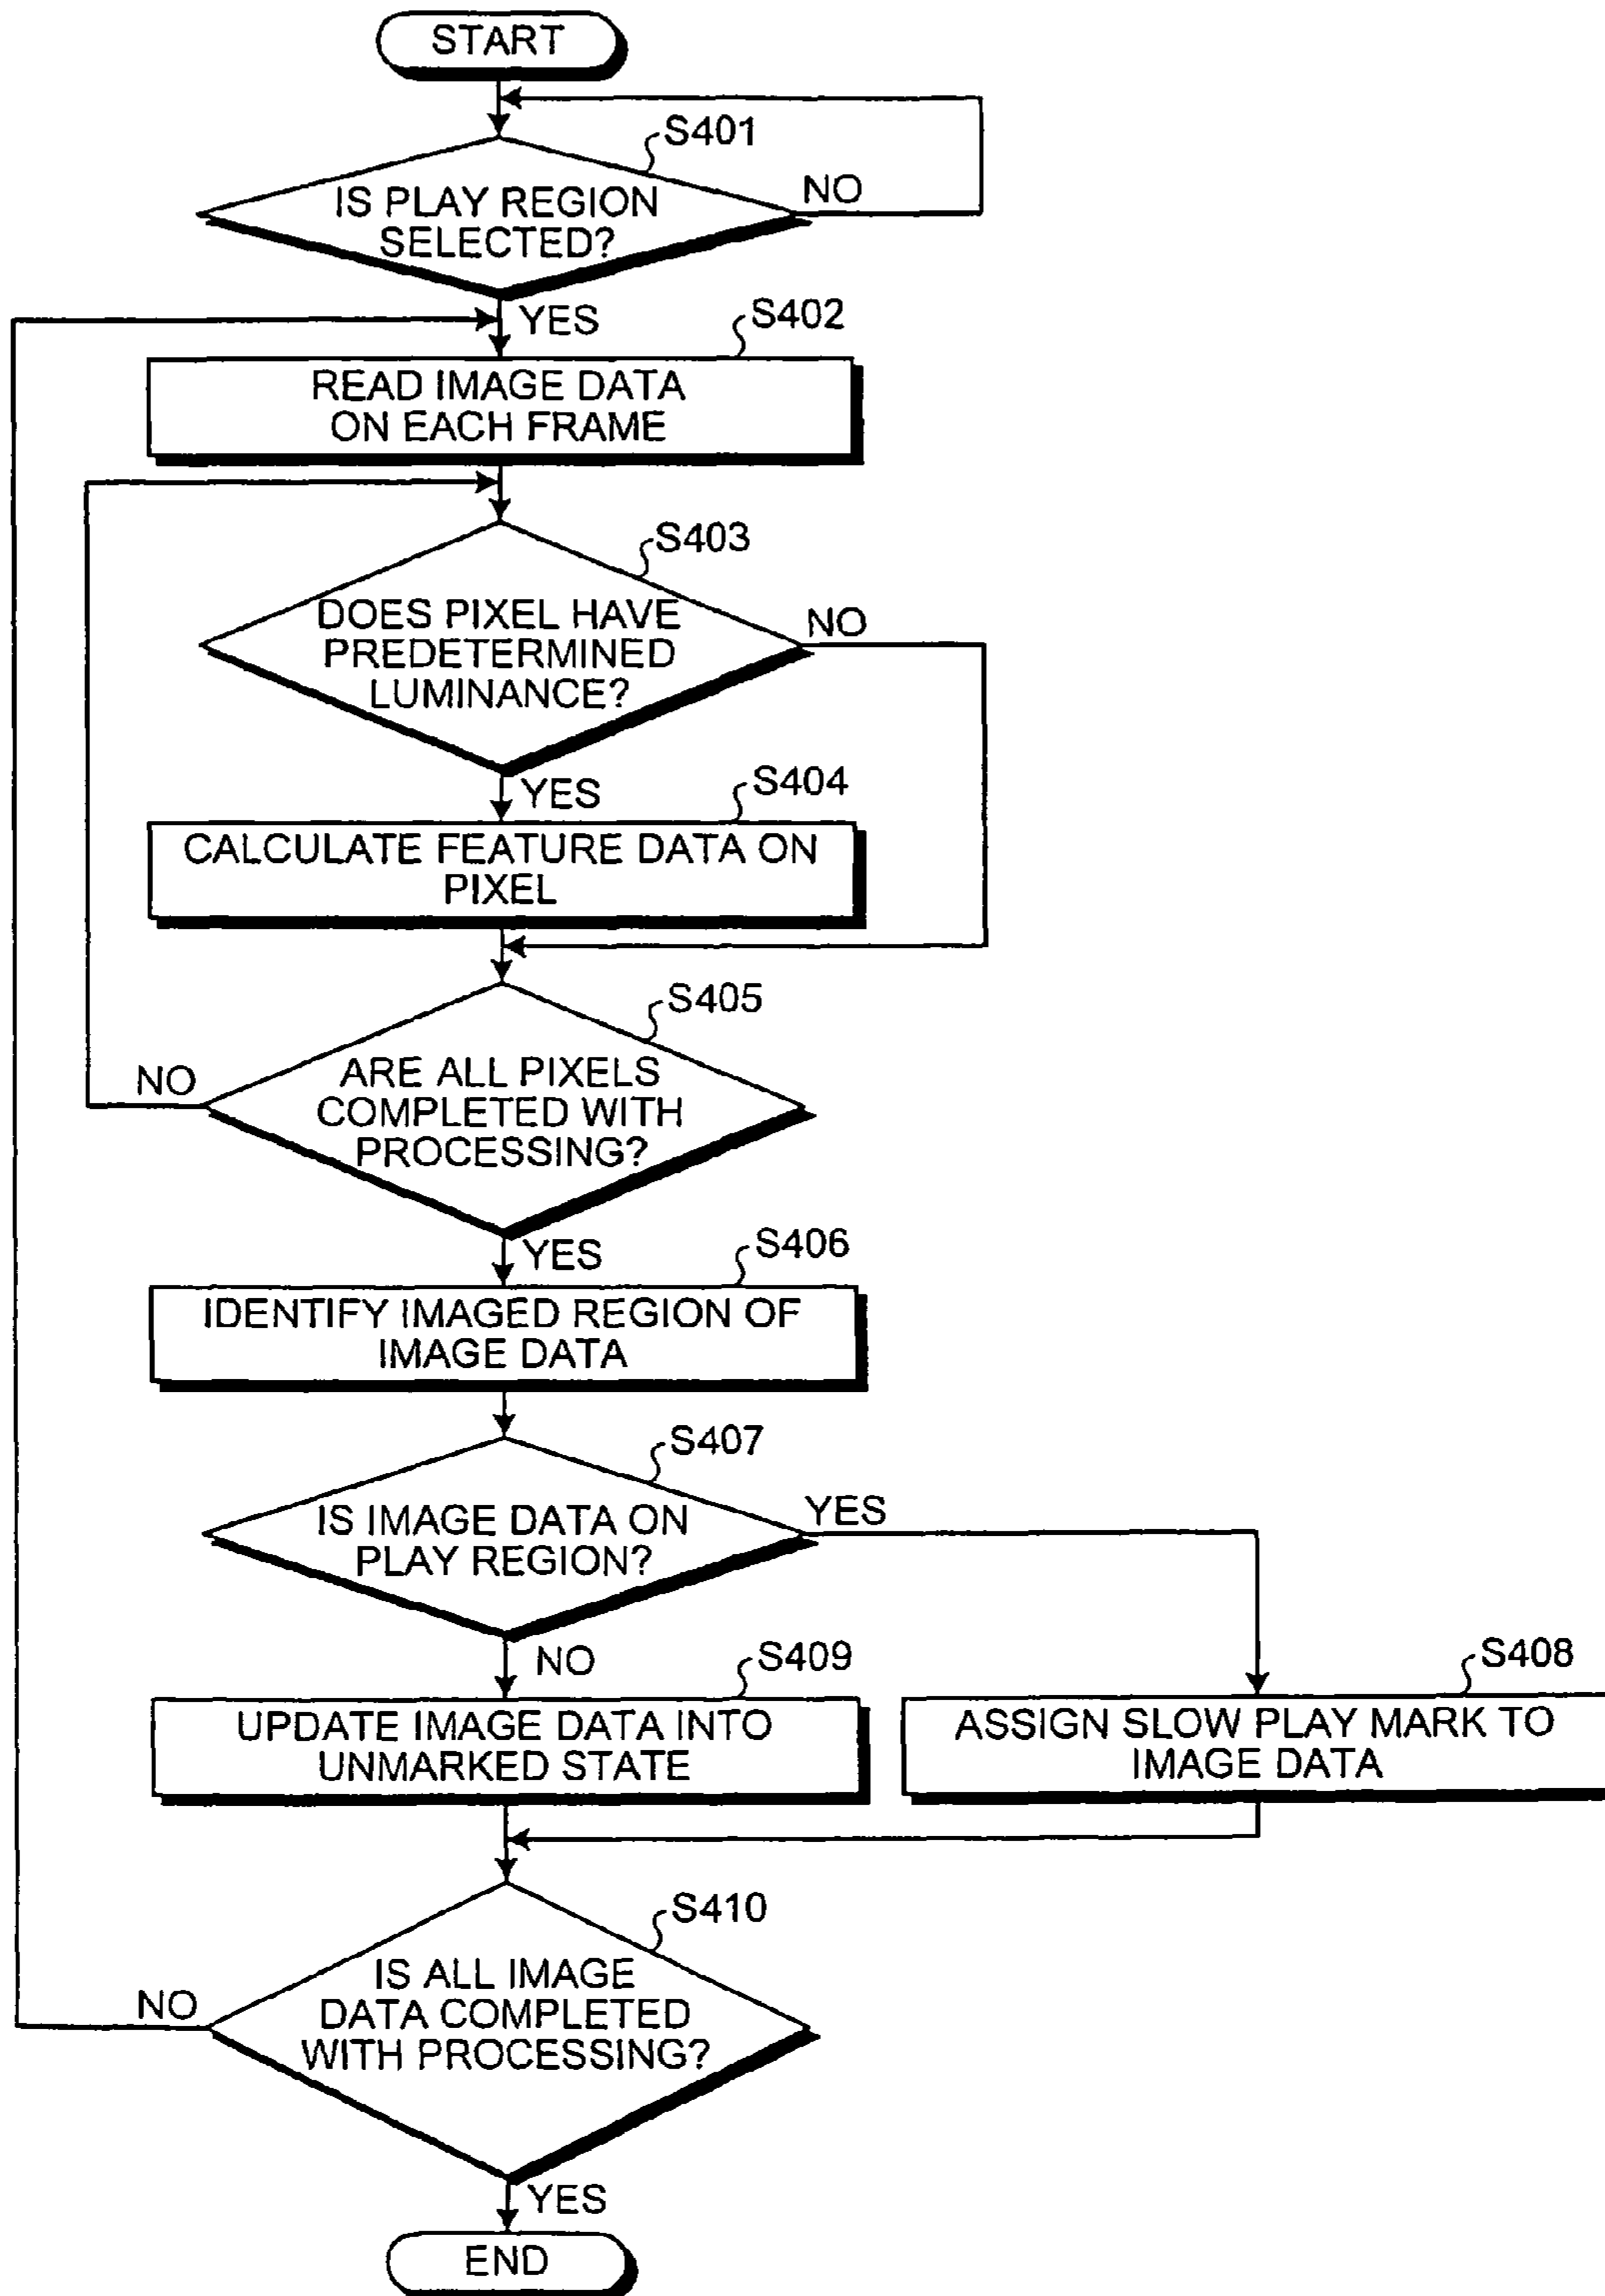 START
S401
IS PLAY REGION
SELECTED?
NO
YES
S402
READ IMAGE DATA
ON EACH FRAME
S403
DOES PIXEL HAVE
PREDETERMINED
LUMINANCE?
NO
YES
S404
CALCULATE FEATURE DATA ON
PIXEL
S405
ARE ALL PIXELS
COMPLETED WITH
PROCESSING?
NO
YES
S406
IDENTIFY IMAGED REGION OF
IMAGE DATA
S407
IS IMAGE DATA ON
PLAY REGION?
YES
NO
S409
UPDATE IMAGE DATA INTO
UNMARKED STATE
S408
ASSIGN SLOW PLAY MARK TO
IMAGE DATA
S410
IS ALL IMAGE
DATA COMPLETED
WITH PROCESSING?
NO
YES
END